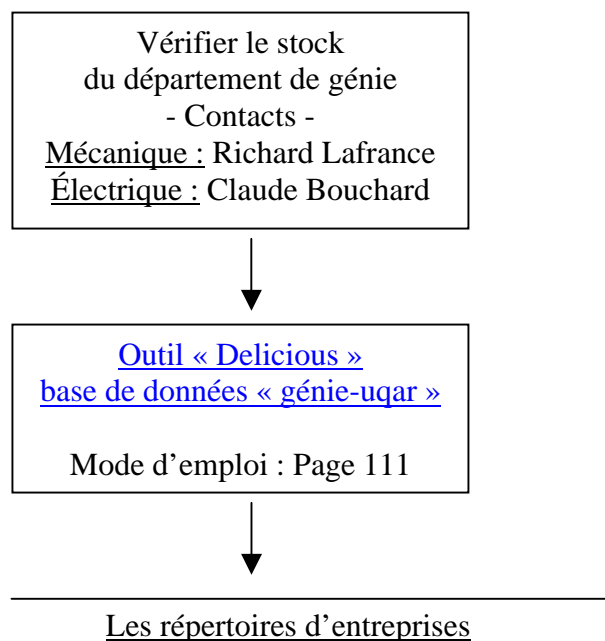 Vérifier le stock
du département de génie
- Contacts -
Mécanique : Richard Lafrance
Électrique : Claude Bouchard
Outil « Delicious »
base de données « génie-uqar »
Mode d’emploi : Page 111
Les répertoires d’entreprises